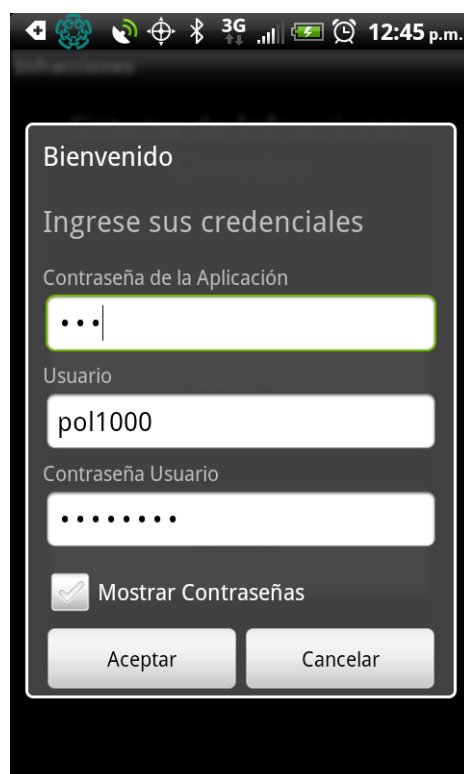 3G 12:45 p.m.
Infracciones
Bienvenido
Ingrese sus credenciales
Contraseña de la Aplicación
•••
Usuario
pol1000
Contraseña Usuario
••••••••
Mostrar Contraseñas
Aceptar Cancelar